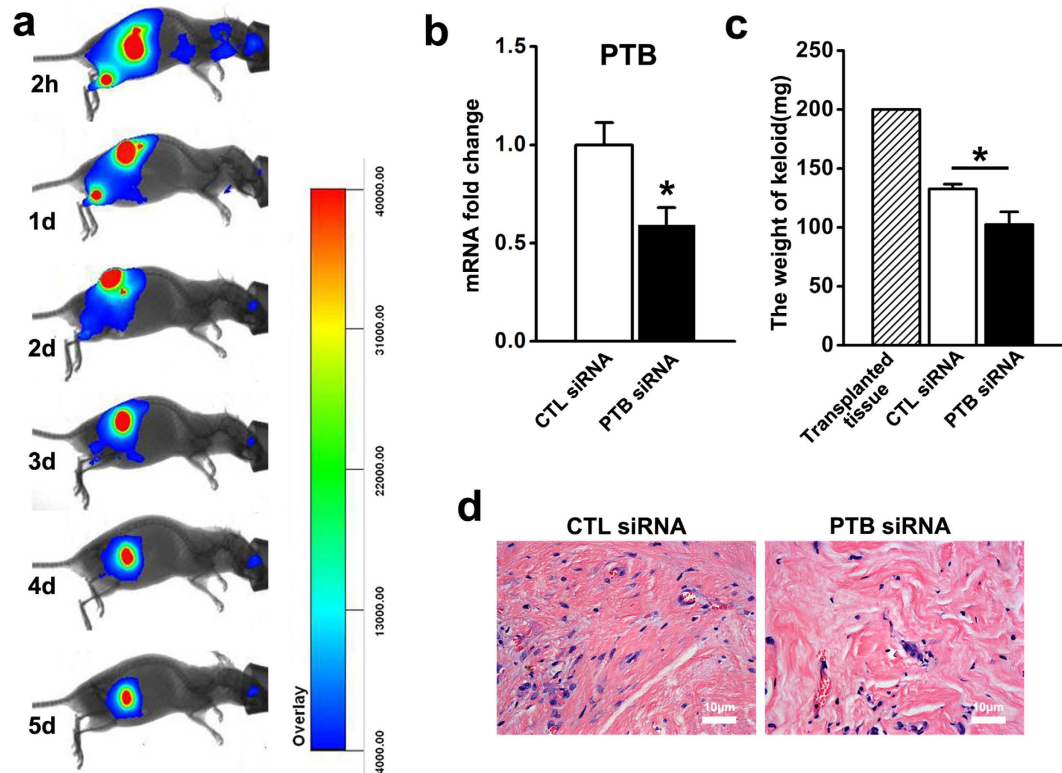 a
2h
1d
2d
3d
4d
5d
40000.00
31000.00
22000.00
13000.00
4000.00
Overlay
b
PTB
mRNA fold change
1.5
1.0
0.5
0.0
*
CTL siRNA
PTB siRNA
c
The weight of keloid(mg)
250
200
150
100
50
0
*
Transplanted
tissue
CTL siRNA
PTB siRNA
d
CTL siRNA
PTB siRNA
10μm
10μm